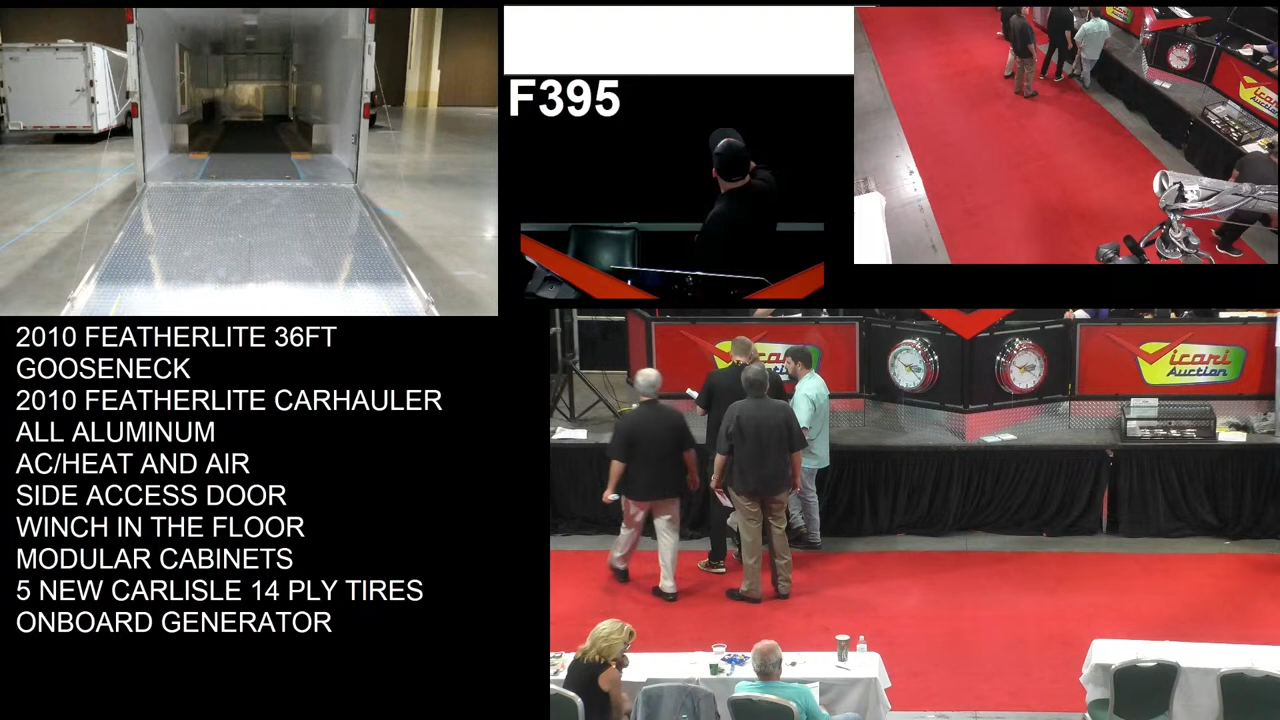 F395
2010 FEATHERLITE 36FT
GOOSENECK
2010 FEATHERLITE CARHAULER
ALL ALUMINUM
AC/HEAT AND AIR
SIDE ACCESS DOOR
WINCH IN THE FLOOR
MODULAR CABINETS
5 NEW CARLISLE 14 PLY TIRES
ONBOARD GENERATOR
Vicari
Auction
Vicari
Auction